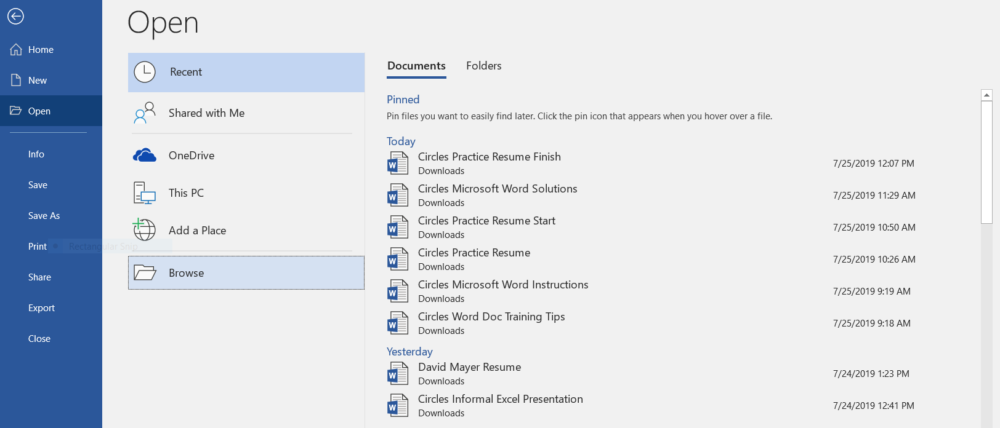 Open
Home
New
Open
Info
Save
Save As
Print
Rectangular Snip
Share
Export
Close
Recent
Shared with Me
OneDrive
This PC
Add a Place
Browse
Documents Folders
Pinned
Pin files you want to easily find later. Click the pin icon that appears when you hover over a file.
Today
W
Circles Practice Resume Finish
Downloads
7/25/2019 12:07 PM
W
Circles Microsoft Word Solutions
Downloads
7/25/2019 11:29 AM
W
Circles Practice Resume Start
Downloads
7/25/2019 10:50 AM
W
Circles Practice Resume
Downloads
7/25/2019 10:26 AM
W
Circles Microsoft Word Instructions
Downloads
7/25/2019 9:19 AM
W
Circles Word Doc Training Tips
Downloads
7/25/2019 9:18 AM
Yesterday
W
David Mayer Resume
Downloads
7/24/2019 1:23 PM
W
Circles Informal Excel Presentation
Downloads
7/24/2019 12:41 PM